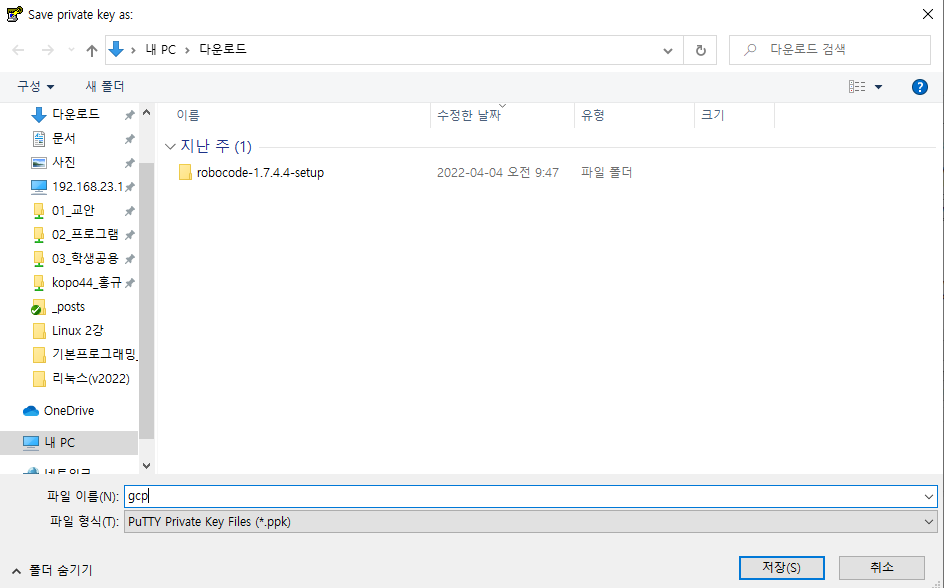 Save private key as:
내 PC › 다운로드
다운로드 검색
구성 새 폴더
이름 수정한 날짜 유형 크기
지난 주 (1)
robocode-1.7.4.4-setup 2022-04-04 오전 9:47 파일 폴더
다운로드
문서
사진
192.168.23.1
01_교안
02_프로그램
03_학생공용
kopo44_홍규
_posts
Linux 2강
기본프로그래밍_
리눅스(v2022)
OneDrive
내 PC
네트워크
파일 이름(N): gcp
파일 형식(T): PuTTY Private Key Files (*.ppk)
폴더 숨기기
저장(S) 취소